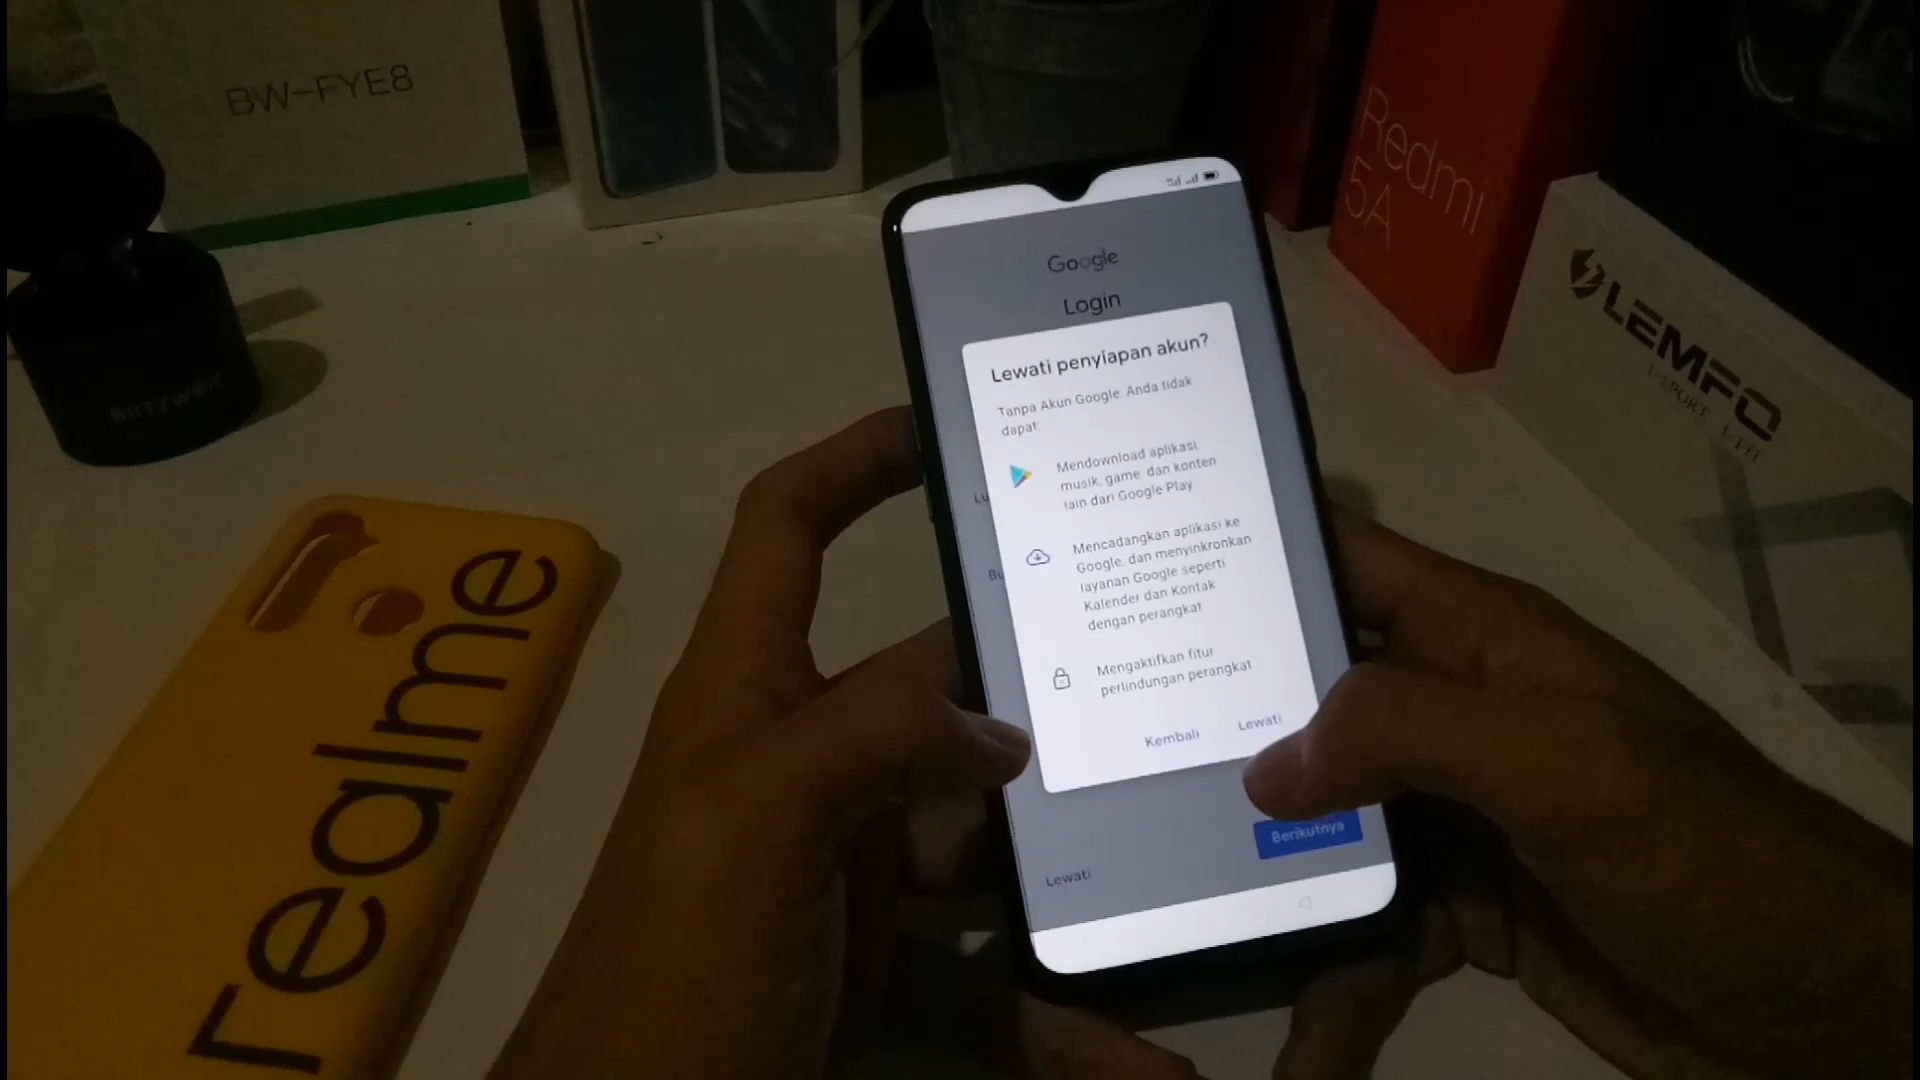 BW-FYE8
Redmi
5A
LEMFO
realme
Google
Login
Lewati penyiapan akun?
Tanpa Akun Google, Anda tidak
dapat:
Mendownload aplikasi,
musik, game, dan konten
lain dari Google Play
Mencadangkan aplikasi ke
Google, dan menyinkronkan
layanan Google seperti
Kalender dan Kontak
dengan perangkat
Mengaktifkan fitur
perlindungan perangkat
Kembali
Lewati
Berikutnya
Lewati